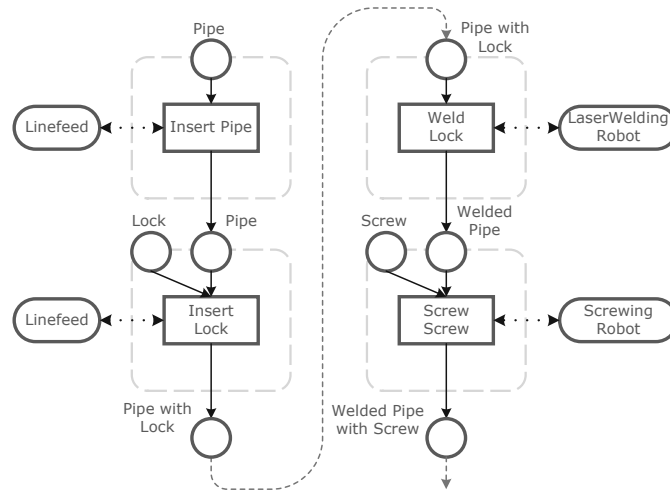 Pipe
Linefeed
Insert Pipe
Lock
Pipe
Linefeed
Insert
Lock
Pipe with
Lock
Pipe with
Lock
Weld
Lock
LaserWelding
Robot
Screw
Welded
Pipe
Screw
Screw
Screwing
Robot
Welded Pipe
with Screw